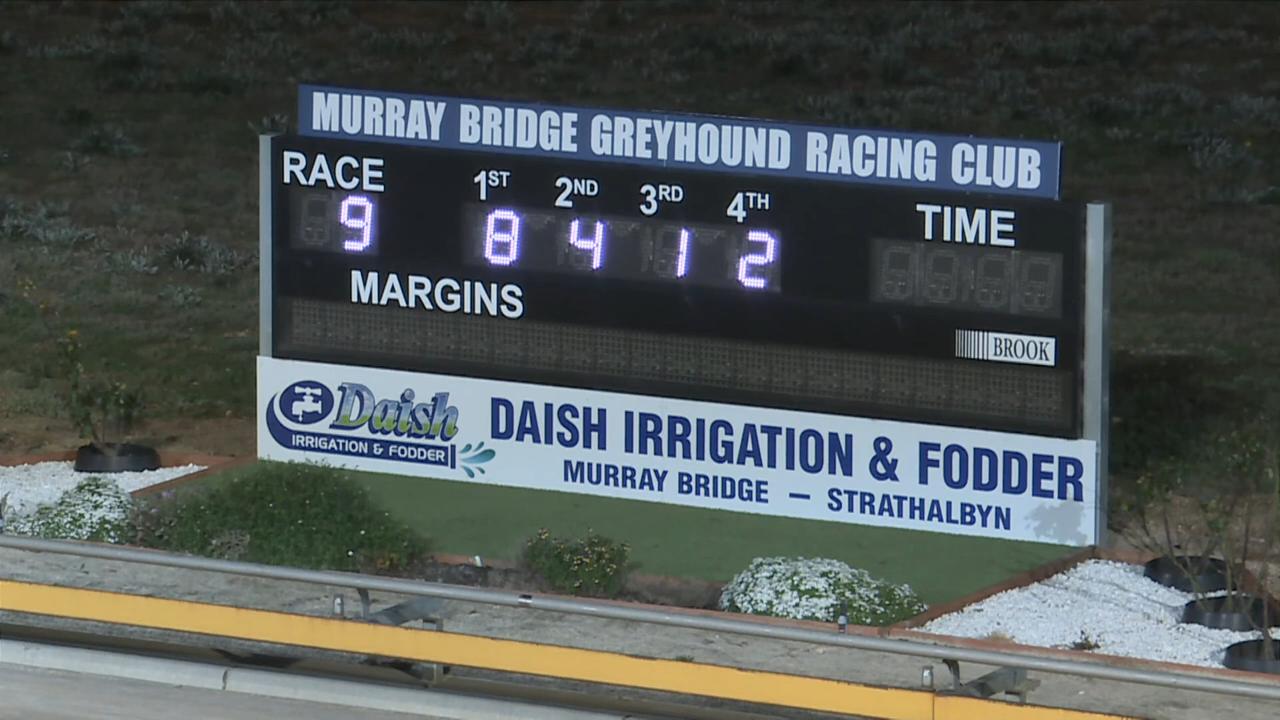 MURRAY BRIDGE GREYHOUND RACING CLUB
RACE 1ST 2ND 3RD 4TH TIME
9 8 4 1 2
MARGINS
BROOK
Daish
IRRIGATION & FODDER
DAISH IRRIGATION & FODDER
MURRAY BRIDGE — STRATHALBYN